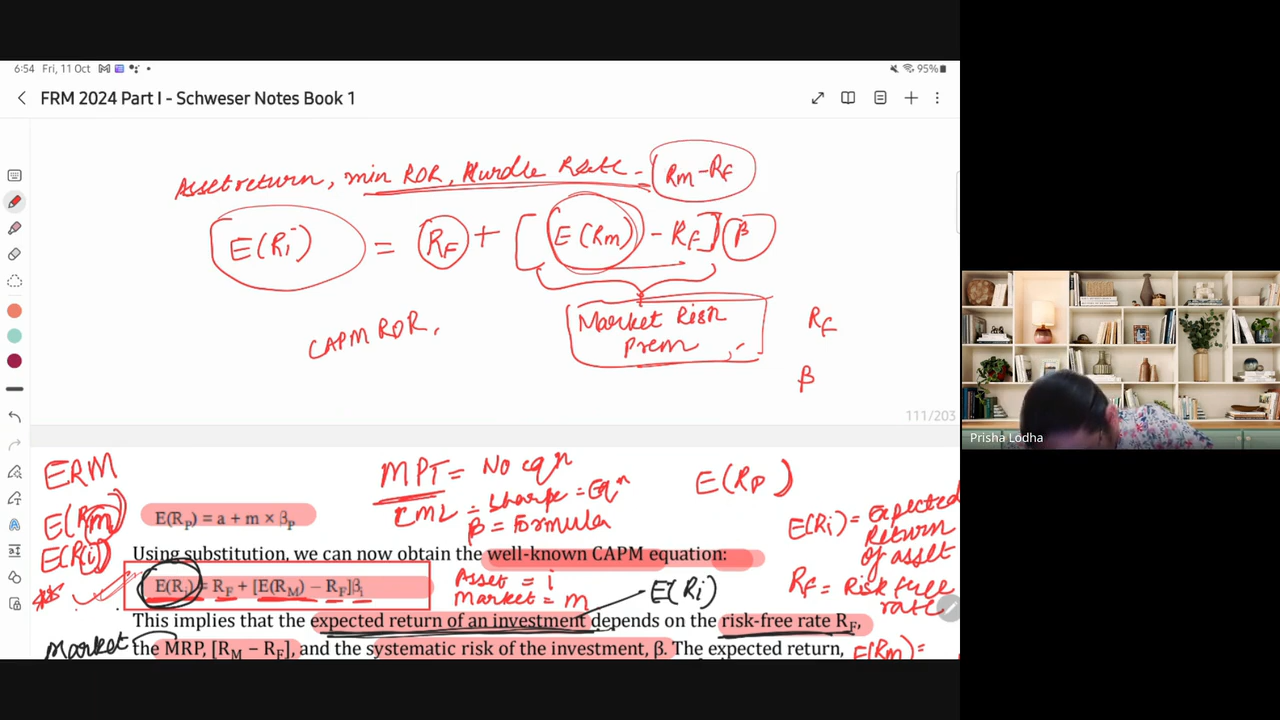 6:54 Fri, 11 Oct 95%
FRM 2024 Part I - Schweser Notes Book 1
Asset return, min ROR, Hurdle Rate - Rm - RF
E(Ri) = RF + [E(Rm) - RF] β
CAPM ROR,
Market Risk
Prem
RF
β
111/203
ERM
E(Rm)
E(Ri)
MPT = No eqn
CML = Sharpe = Eqn
β = Formula
E(RP)
E(RP) = a + m × βP
Using substitution, we can now obtain the well-known CAPM equation:
E(Ri) = RF + [E(RM) − RF]βi
Asset = i
Market = m
E(Ri)
E(Ri) = Expected
Return
of asset
RF = Risk full
rate
This implies that the expected return of an investment depends on the risk-free rate RF,
Market
the MRP, [RM − RF], and the systematic risk of the investment, β. The expected return,
E(Rm) =
Prisha Lodha